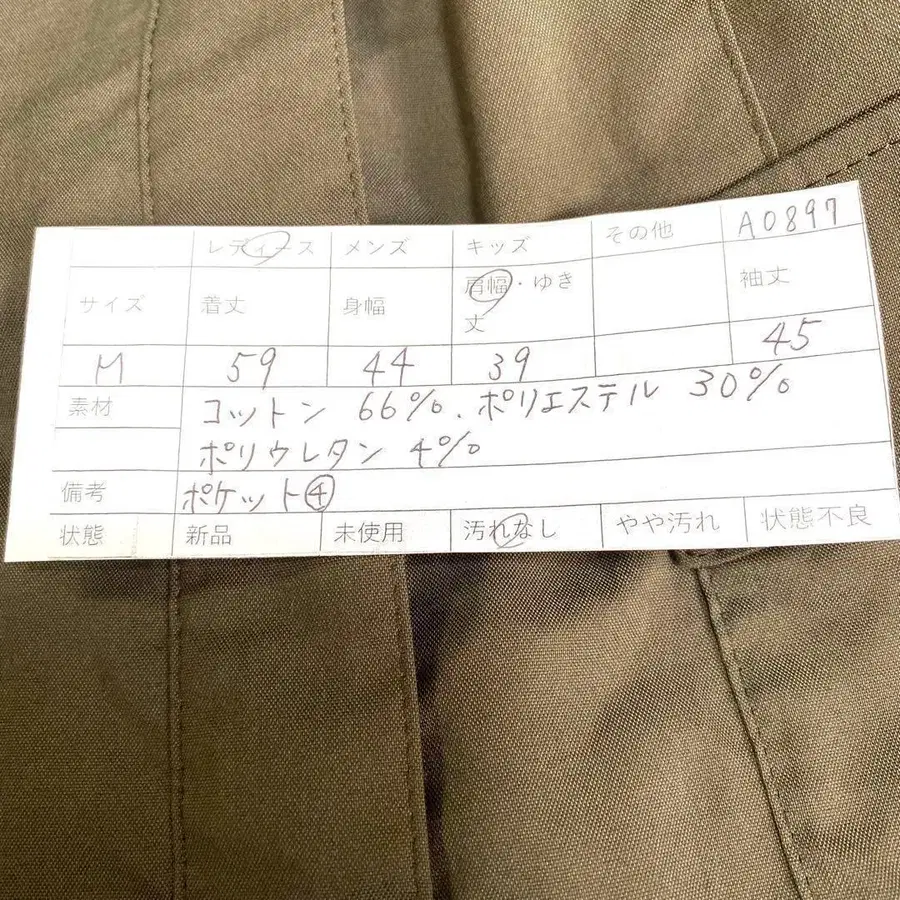 レディース メンズ キッズ その他 A0897
サイズ 着丈 身幅 肩幅・ゆき丈 袖丈
M 59 44 39 45
素材 コットン 66%、ポリエステル 30%
ポリウレタン 4%
備考 ポケット④
状態 新品 未使用 汚れなし やや汚れ 状態不良